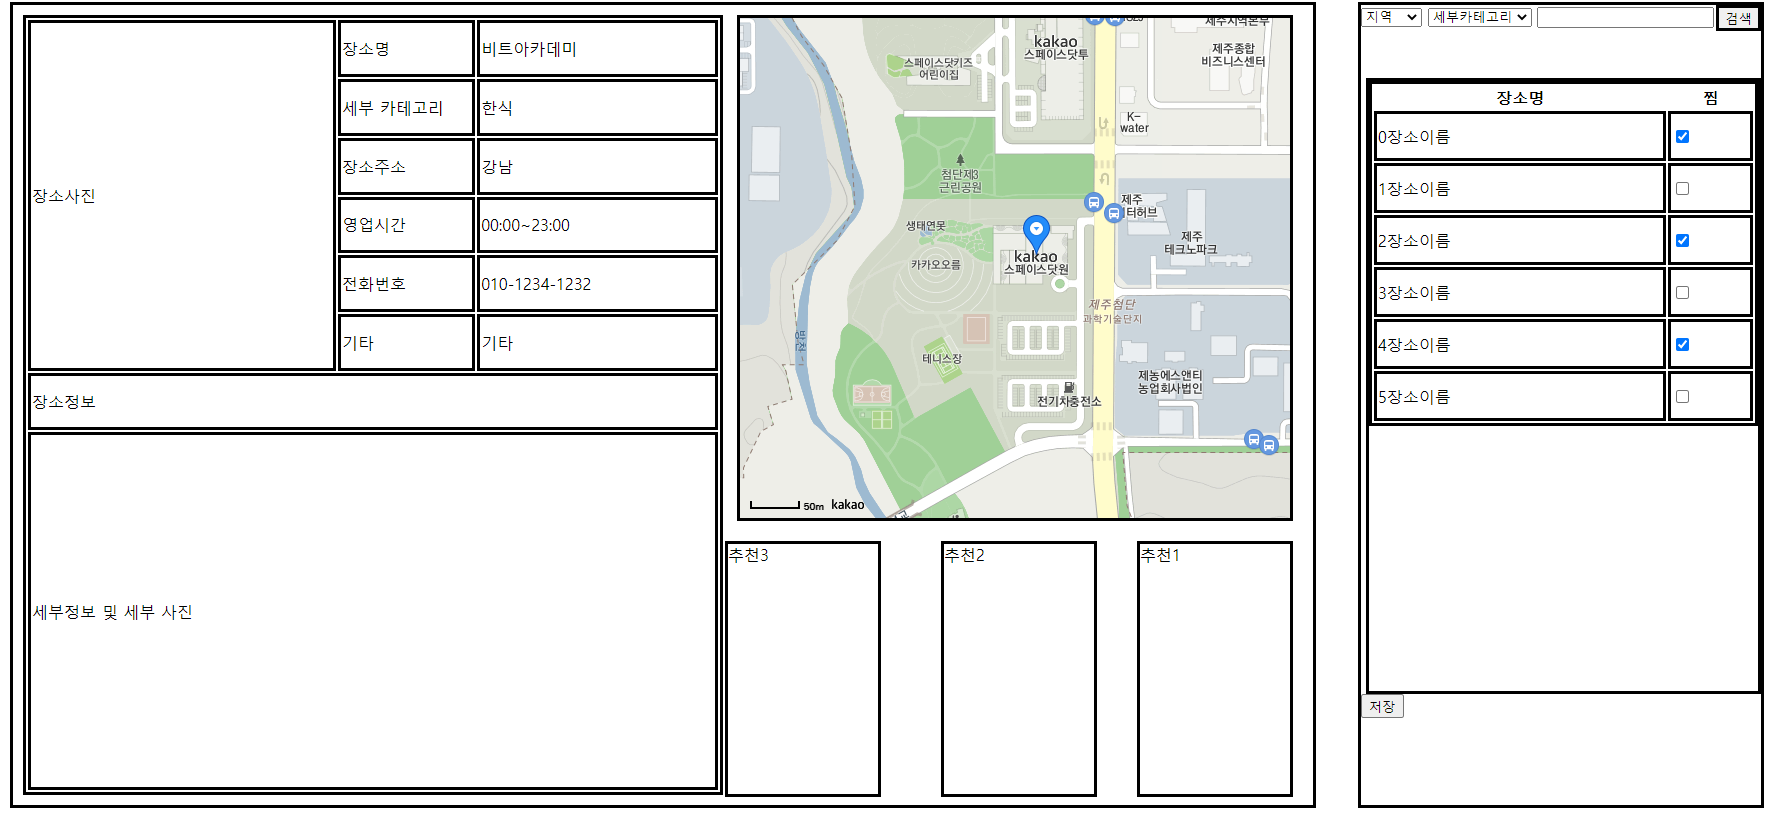 장소사진
장소명 비트아카데미
세부 카테고리 한식
장소주소 강남
영업시간 00:00~23:00
전화번호 010-1234-1232
기타 기타
장소정보
세부정보 및 세부 사진
제주지역본부
kakao
스페이스닷투
제주종합
비즈니스센터
스페이스닷키즈
어린이집
K-
water
첨단제3
근린공원
제주
터허브
생태연못
제주
테크노파크
카카오오름
kakao
스페이스닷원
제주첨단
과학기술단지
테니스장
제농에스앤티
농업회사법인
전기차충전소
50m kakao
추천3
추천2
추천1
지역 세부카테고리 검색
장소명 찜
0장소이름
1장소이름
2장소이름
3장소이름
4장소이름
5장소이름
저장